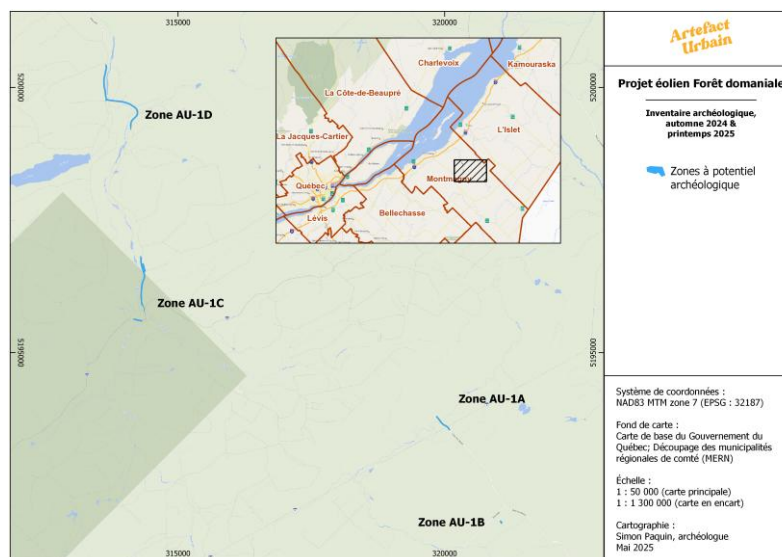 315000
320000
5200000
5200000
Zone AU-1D
Charlevoix
Kamouraska
La Côte-de-Beaupré
L'Islet
La Jacques-Cartier
Québec
Montmagny
Lévis
Bellechasse
Zone AU-1C
5195000
5195000
Zone AU-1A
Zone AU-1B
315000
320000
Artefact
Urbain
Projet éolien Forêt domaniale
Inventaire archéologique,
automne 2024 &
printemps 2025
Zones à potentiel
archéologique
Système de coordonnées :
NAD83 MTM zone 7 (EPSG : 32187)
Fond de carte :
Carte de base du Gouvernement du
Québec; Découpage des municipalités
régionales de comté (MERN)
Échelle :
1 : 50 000 (carte principale)
1 : 1 300 000 (carte en encart)
Cartographie :
Simon Paquin, archéologue
Mai 2025